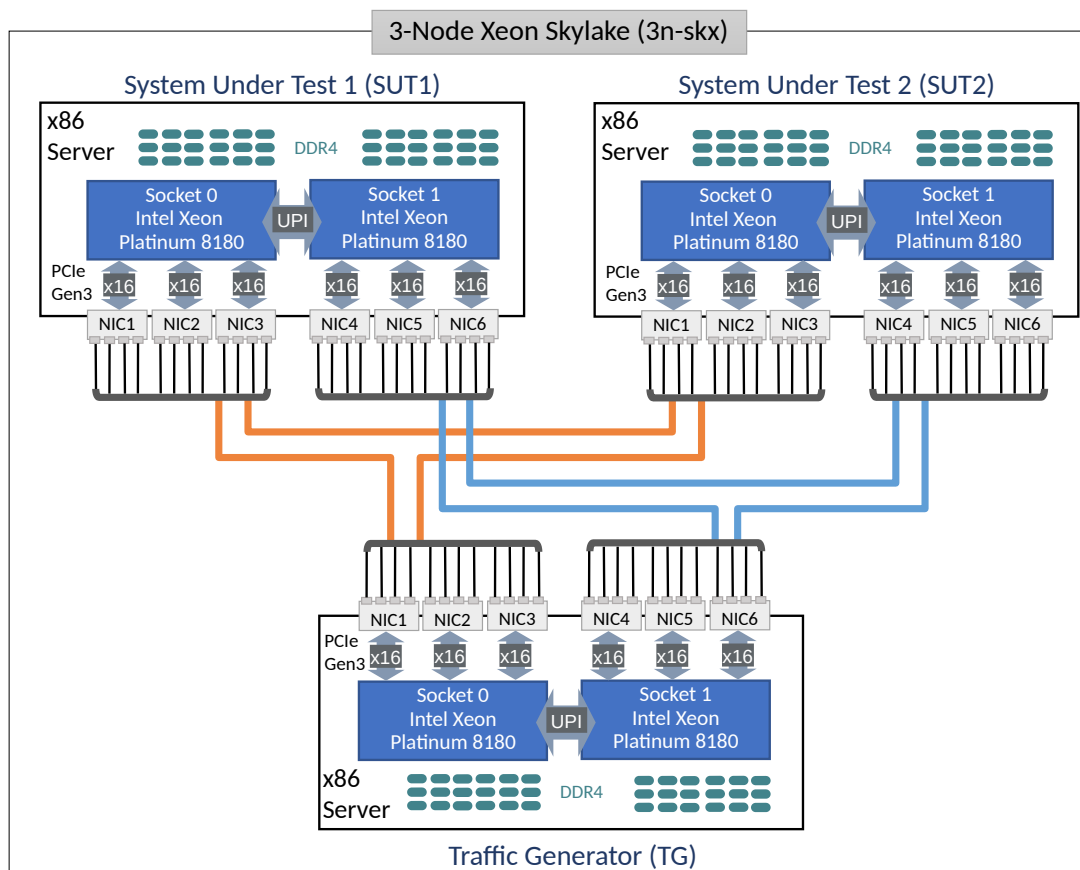 3-Node Xeon Skylake (3n-skx)
System Under Test 1 (SUT1)
x86
Server
DDR4
Socket 0
Intel Xeon
Platinum 8180
UPI
Socket 1
Intel Xeon
Platinum 8180
PCIe
Gen3
x16
x16
x16
x16
x16
x16
NIC1
NIC2
NIC3
NIC4
NIC5
NIC6
System Under Test 2 (SUT2)
x86
Server
DDR4
Socket 0
Intel Xeon
Platinum 8180
UPI
Socket 1
Intel Xeon
Platinum 8180
PCIe
Gen3
x16
x16
x16
x16
x16
x16
NIC1
NIC2
NIC3
NIC4
NIC5
NIC6
NIC1
NIC2
NIC3
NIC4
NIC5
NIC6
PCIe
Gen3
x16
x16
x16
x16
x16
x16
Socket 0
Intel Xeon
Platinum 8180
UPI
Socket 1
Intel Xeon
Platinum 8180
x86
Server
DDR4
Traffic Generator (TG)